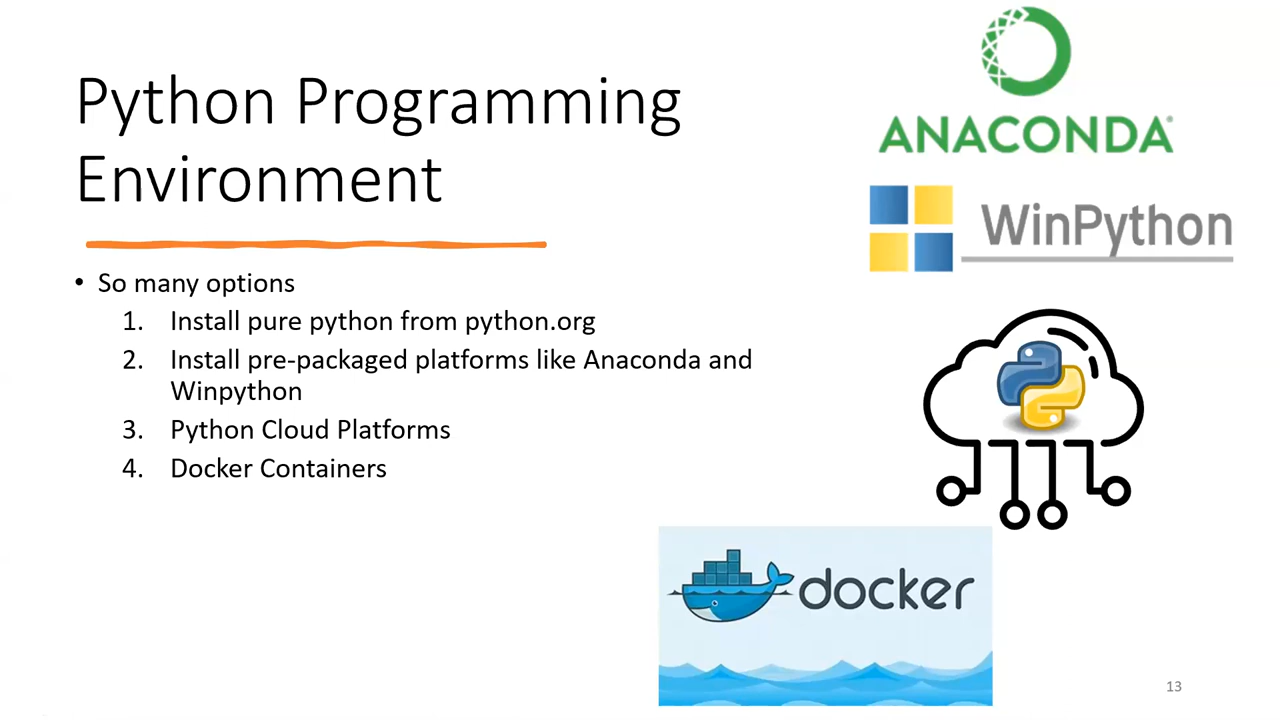 Python Programming
Environment
• So many options
1. Install pure python from python.org
2. Install pre-packaged platforms like Anaconda and
Winpython
3. Python Cloud Platforms
4. Docker Containers
ANACONDA®
WinPython
docker
13